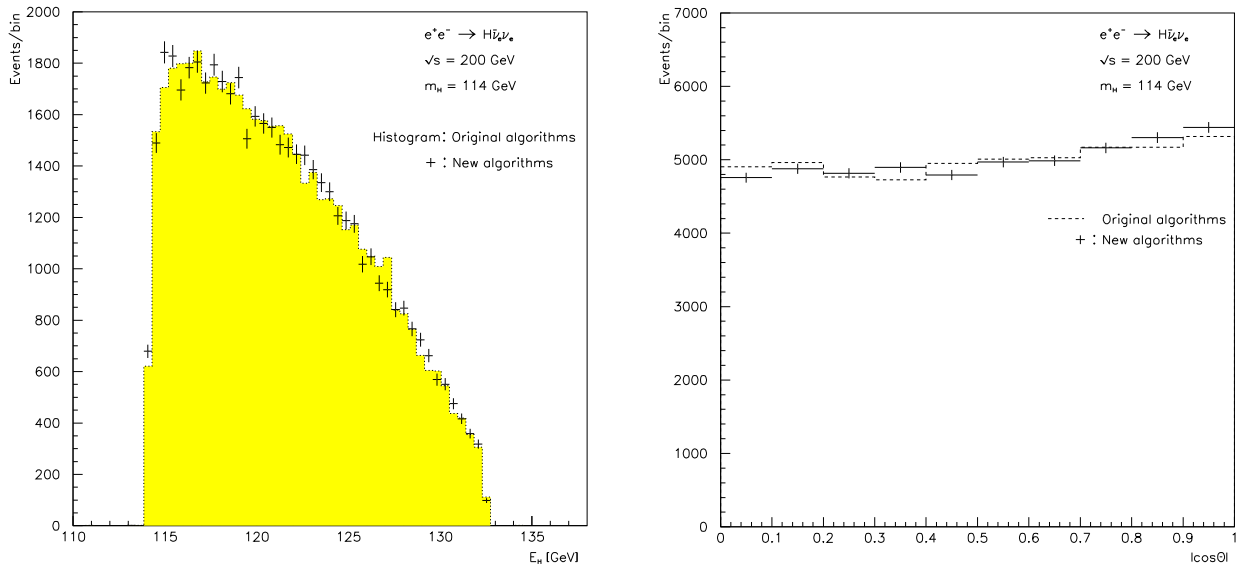 Events/bin
2000
1800
1600
1400
1200
1000
800
600
400
200
0
110
115
120
125
130
135
E_H [GeV]
e⁺e⁻ → Hν̄ₑνₑ
√s = 200 GeV
m_H = 114 GeV
Histogram: Original algorithms
+ : New algorithms
Events/bin
7000
6000
5000
4000
3000
2000
1000
0
0
0.1
0.2
0.3
0.4
0.5
0.6
0.7
0.8
0.9
1
|cosΘ|
e⁺e⁻ → Hν̄ₑνₑ
√s = 200 GeV
m_H = 114 GeV
Original algorithms
+ : New algorithms